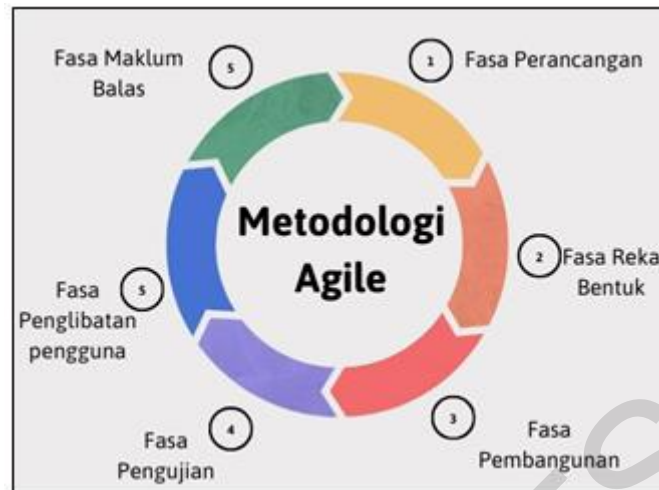 Metodologi
Agile
1
Fasa Perancangan
2
Fasa Reka
Bentuk
3
Fasa
Pembangunan
4
Fasa
Pengujian
5
Fasa
Penglibatan
pengguna
5
Fasa Maklum
Balas